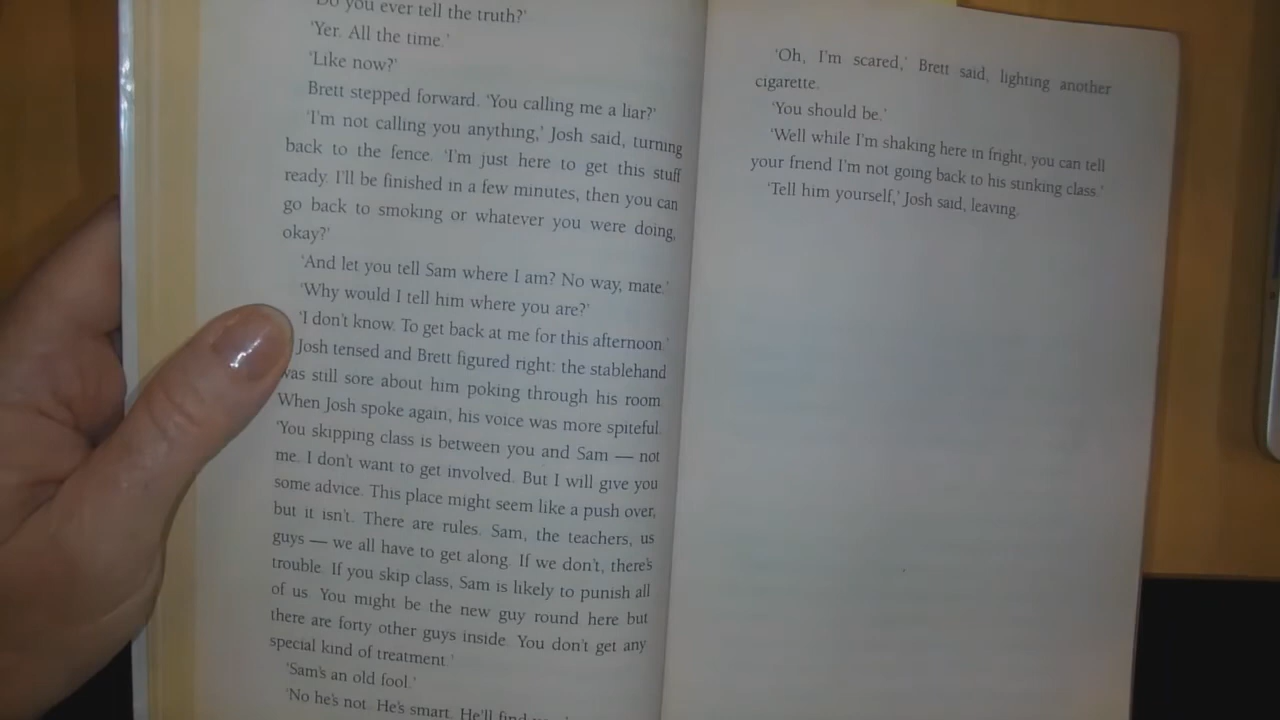 'Do you ever tell the truth?'
'Yer. All the time.'
'Like now?'
Brett stepped forward. 'You calling me a liar?'
'I'm not calling you anything,' Josh said, turning
back to the fence. 'I'm just here to get this stuff
ready. I'll be finished in a few minutes, then you can
go back to smoking or whatever you were doing,
okay?'
'And let you tell Sam where I am? No way, mate.'
'Why would I tell him where you are?'
'I don't know. To get back at me for this afternoon.'
Josh tensed and Brett figured right: the stablehand
was still sore about him poking through his room.
When Josh spoke again, his voice was more spiteful.
'You skipping class is between you and Sam — not
me. I don't want to get involved. But I will give you
some advice. This place might seem like a push over,
but it isn't. There are rules. Sam, the teachers, us
guys — we all have to get along. If we don't, there's
trouble. If you skip class, Sam is likely to punish all
of us. You might be the new guy round here but
there are forty other guys inside. You don't get any
special kind of treatment.'
'Sam's an old fool.'
'No he's not. He's smart. He'll find
'Oh, I'm scared,' Brett said, lighting another
cigarette.
'You should be.'
'Well while I'm shaking here in fright, you can tell
your friend I'm not going back to his stinking class.'
'Tell him yourself,' Josh said, leaving.